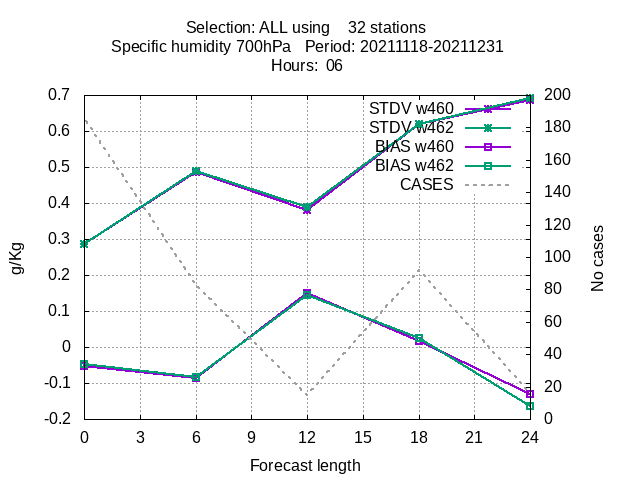 Selection: ALL using 32 stations
Specific humidity 700hPa Period: 20211118-20211231
Hours: 06
0.7
0.6
0.5
0.4
0.3
0.2
0.1
0
-0.1
-0.2
g/Kg
STDV w460
STDV w462
BIAS w460
BIAS w462
CASES
200
180
160
140
120
100
80
60
40
20
0
No cases
0 3 6 9 12 15 18 21 24
Forecast length